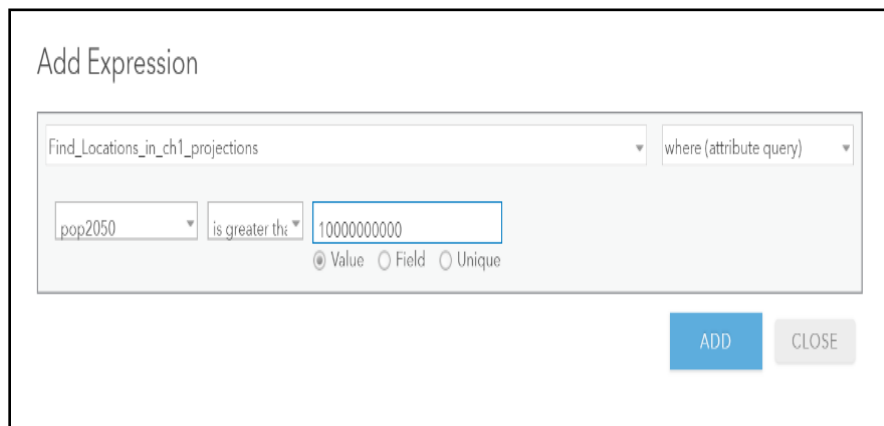 Add Expression
Find_Locations_in_ch1_projections where (attribute query)
pop2050 is greater tha 10000000000
Value Field Unique
ADD CLOSE